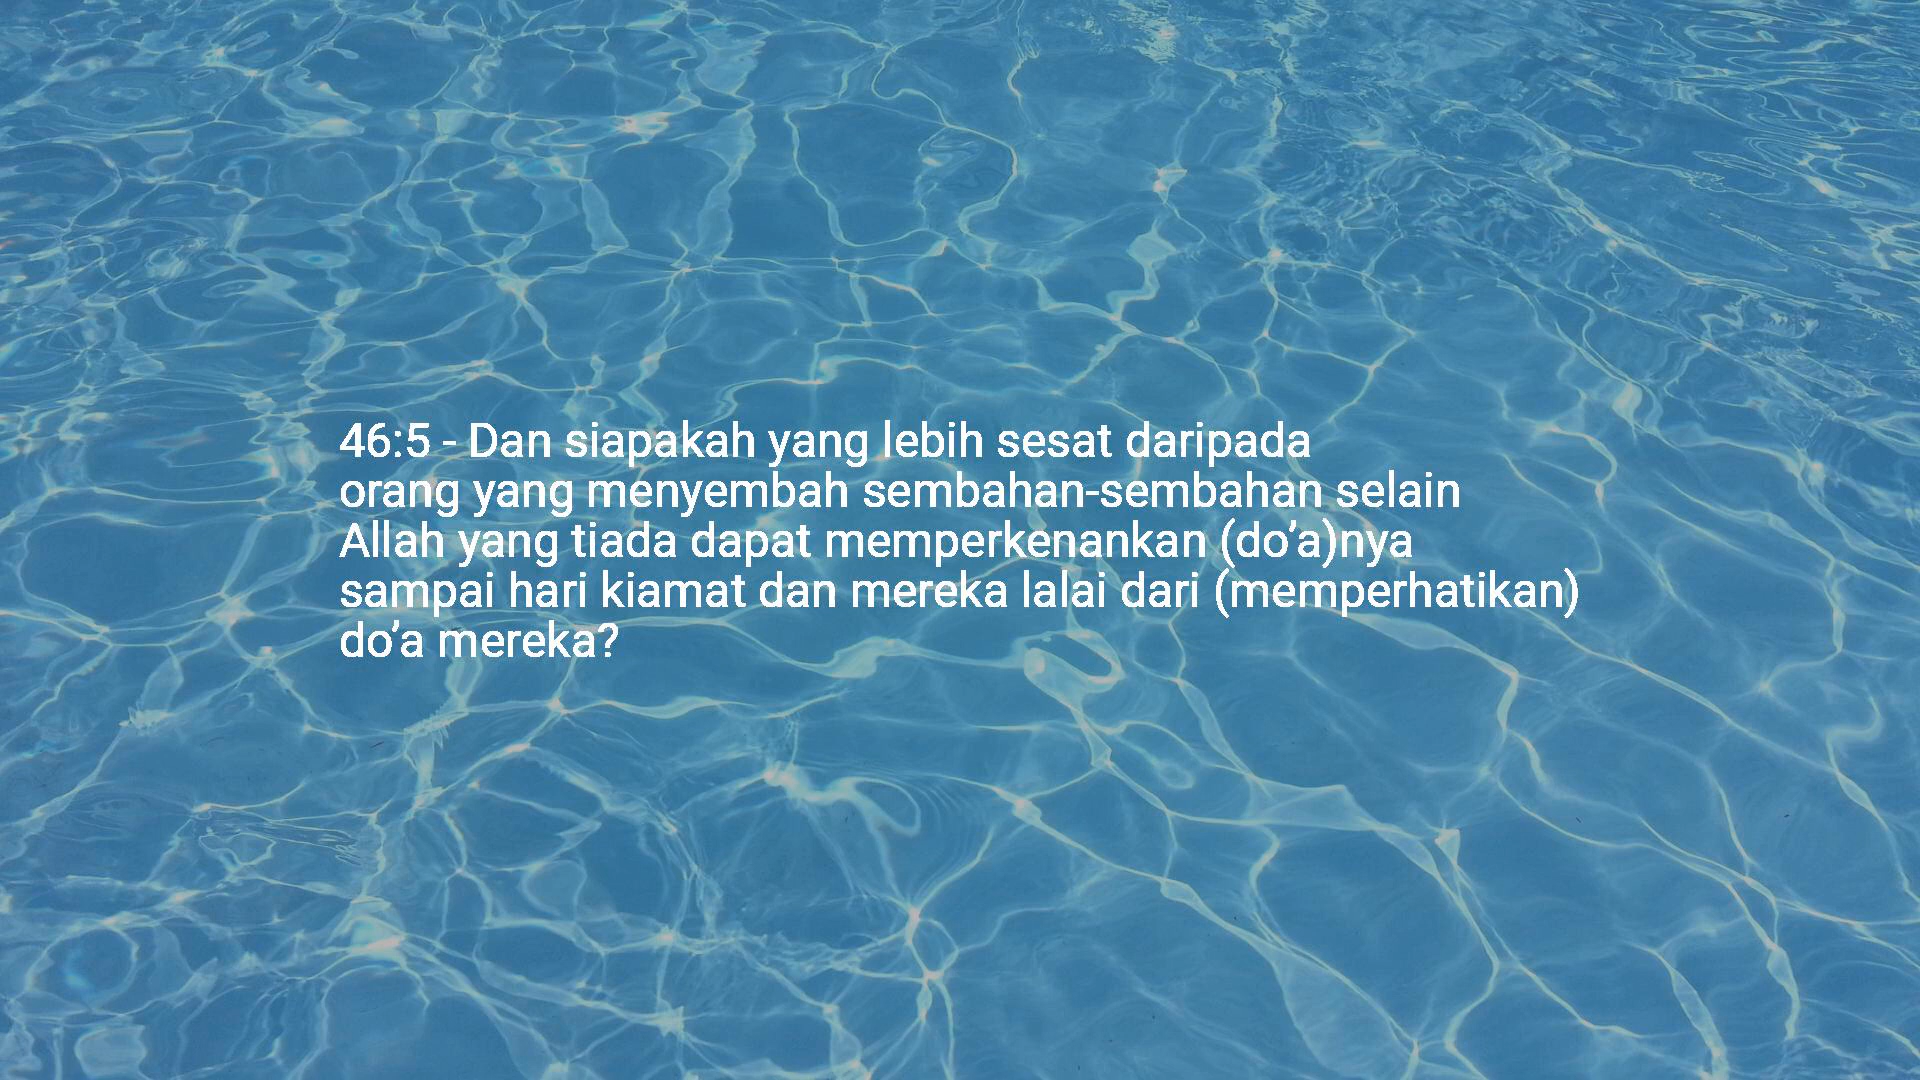 46:5 - Dan siapakah yang lebih sesat daripada
orang yang menyembah sembahan-sembahan selain
Allah yang tiada dapat memperkenankan (do’a)nya
sampai hari kiamat dan mereka lalai dari (memperhatikan)
do’a mereka?